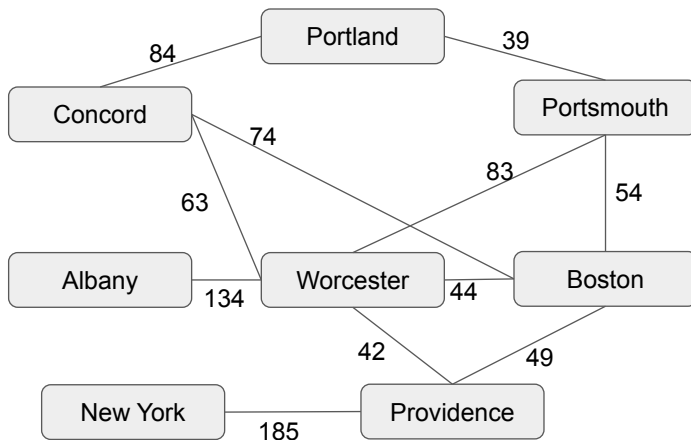 Portland
84
39
Concord
Portsmouth
74
83
63
54
Albany
Worcester
Boston
134
44
42
49
New York
Providence
185